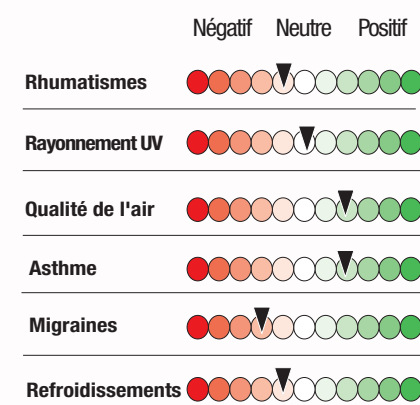 Négatif Neutre Positif
Rhumatismes
Rayonnement UV
Qualité de l'air
Asthme
Migraines
Refroidissements